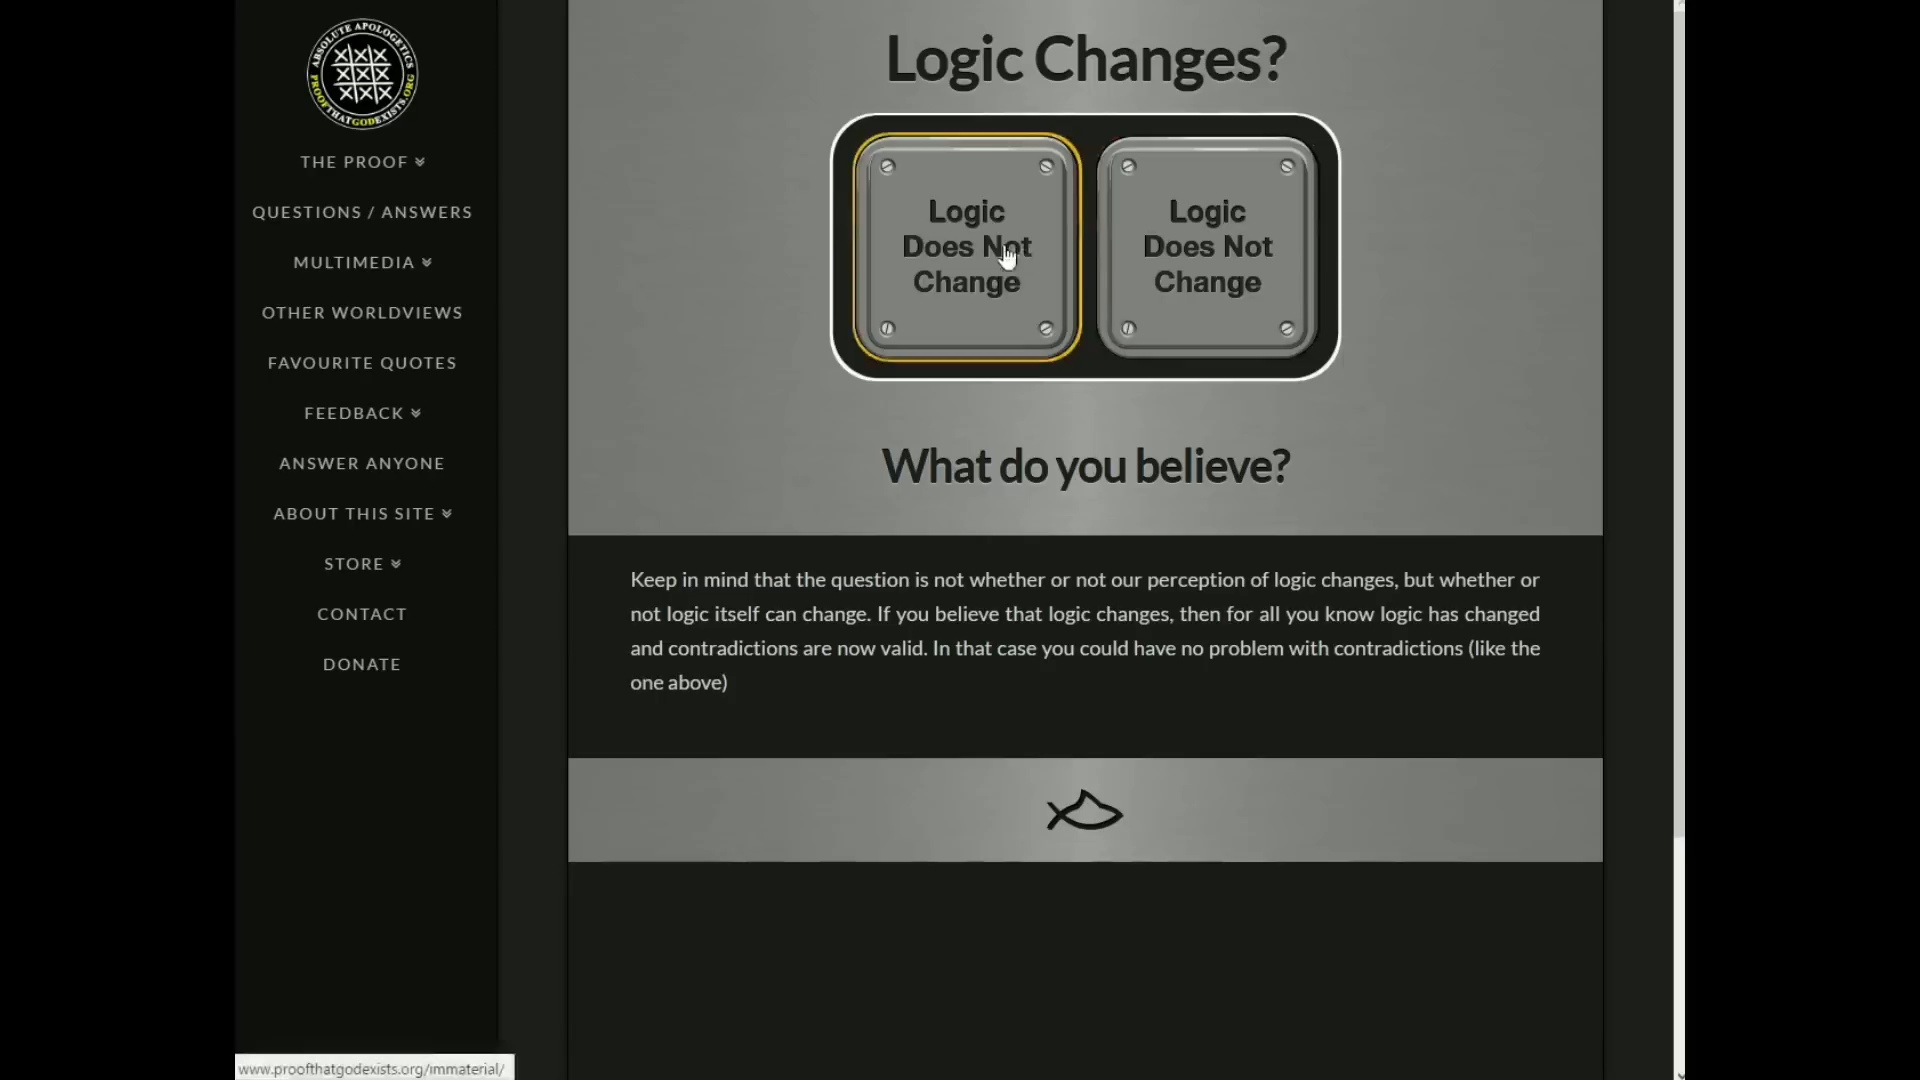 ABSOLUTE APOLOGETICS
PROOFTHATGODEXISTS.ORG
THE PROOF
QUESTIONS / ANSWERS
MULTIMEDIA
OTHER WORLDVIEWS
FAVOURITE QUOTES
FEEDBACK
ANSWER ANYONE
ABOUT THIS SITE
STORE
CONTACT
DONATE
Logic Changes?
Logic
Does Not
Change
Logic
Does Not
Change
What do you believe?
Keep in mind that the question is not whether or not our perception of logic changes, but whether or
not logic itself can change. If you believe that logic changes, then for all you know logic has changed
and contradictions are now valid. In that case you could have no problem with contradictions (like the
one above)
www.proofthatgodexists.org/immaterial/